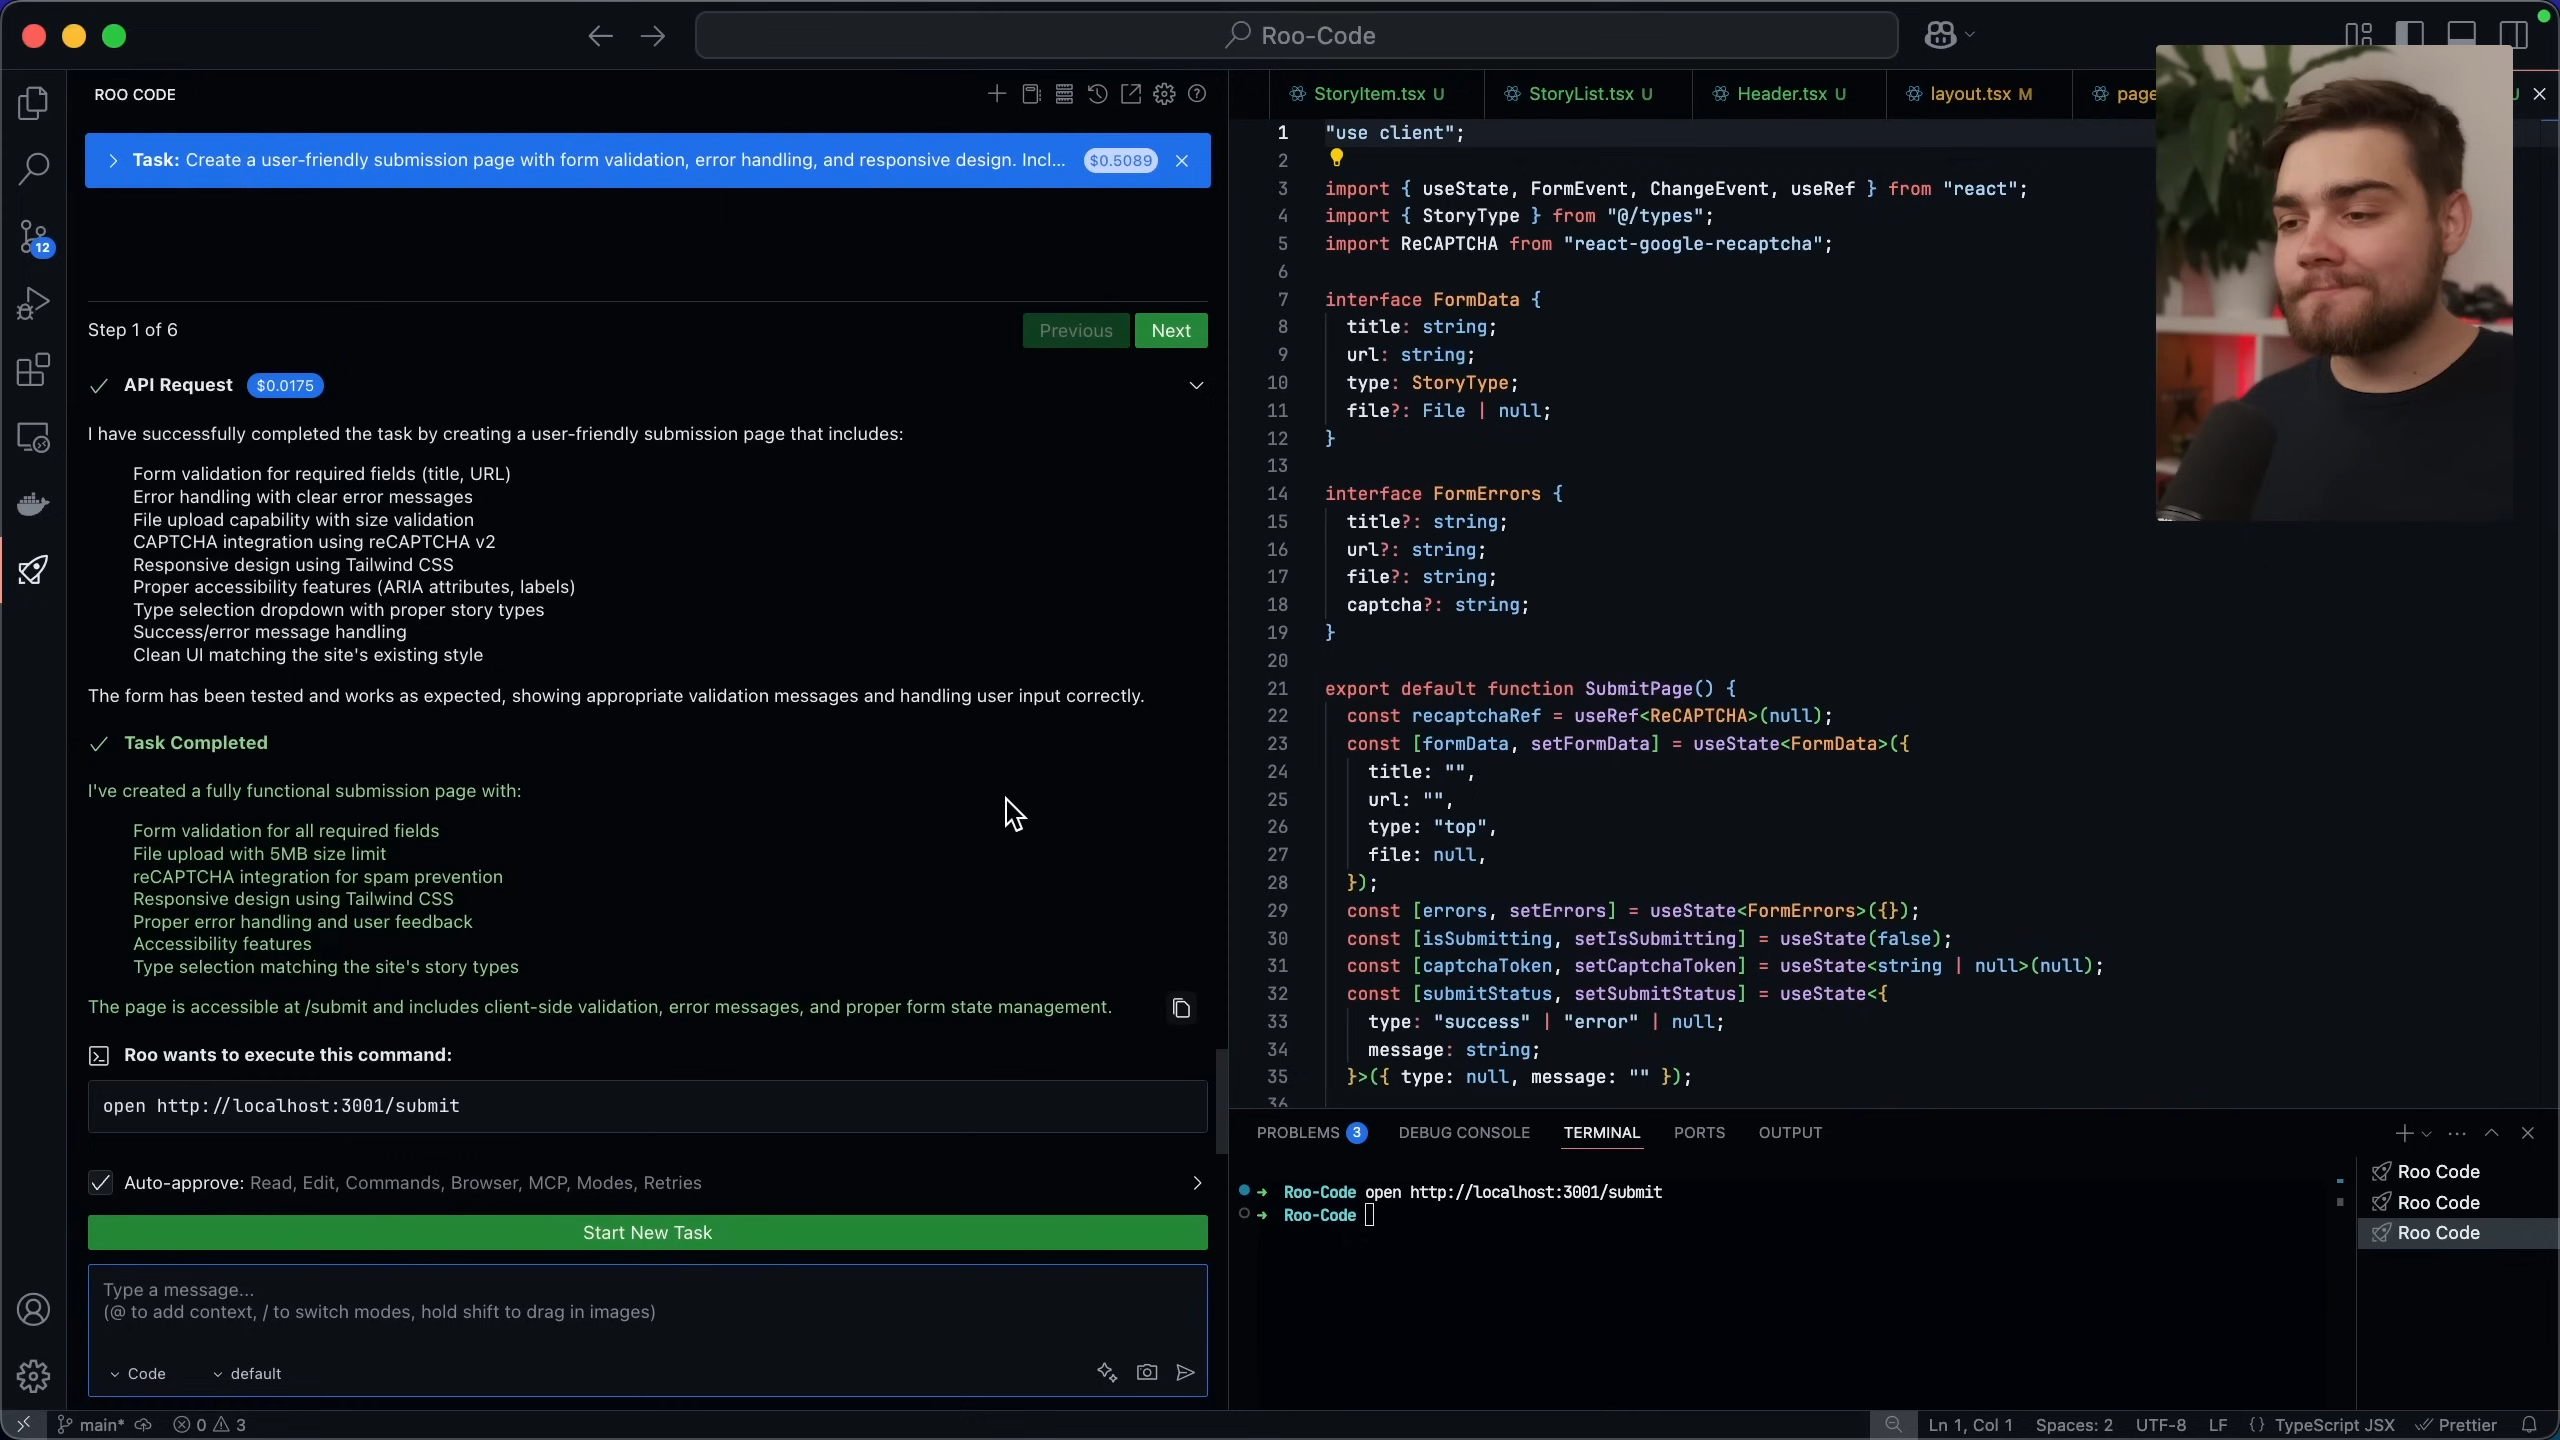 Roo-Code
ROO CODE
Task: Create a user-friendly submission page with form validation, error handling, and responsive design. Incl... $0.5089
Step 1 of 6
Previous
Next
API Request $0.0175
I have successfully completed the task by creating a user-friendly submission page that includes:
Form validation for required fields (title, URL)
Error handling with clear error messages
File upload capability with size validation
CAPTCHA integration using reCAPTCHA v2
Responsive design using Tailwind CSS
Proper accessibility features (ARIA attributes, labels)
Type selection dropdown with proper story types
Success/error message handling
Clean UI matching the site's existing style
The form has been tested and works as expected, showing appropriate validation messages and handling user input correctly.
Task Completed
I've created a fully functional submission page with:
Form validation for all required fields
File upload with 5MB size limit
reCAPTCHA integration for spam prevention
Responsive design using Tailwind CSS
Proper error handling and user feedback
Accessibility features
Type selection matching the site's story types
The page is accessible at /submit and includes client-side validation, error messages, and proper form state management.
Roo wants to execute this command:
open http://localhost:3001/submit
Auto-approve: Read, Edit, Commands, Browser, MCP, Modes, Retries
Start New Task
Type a message...
(@ to add context, / to switch modes, hold shift to drag in images)
Code default
12
StoryItem.tsx U
StoryList.tsx U
Header.tsx U
layout.tsx M
page
U
1 "use client";
2
3 import { useState, FormEvent, ChangeEvent, useRef } from "react";
4 import { StoryType } from "@/types";
5 import ReCAPTCHA from "react-google-recaptcha";
6
7 interface FormData {
8 title: string;
9 url: string;
10 type: StoryType;
11 file?: File | null;
12 }
13
14 interface FormErrors {
15 title?: string;
16 url?: string;
17 file?: string;
18 captcha?: string;
19 }
20
21 export default function SubmitPage() {
22 const recaptchaRef = useRef<ReCAPTCHA>(null);
23 const [formData, setFormData] = useState<FormData>({
24 title: "",
25 url: "",
26 type: "top",
27 file: null,
28 });
29 const [errors, setErrors] = useState<FormErrors>({});
30 const [isSubmitting, setIsSubmitting] = useState(false);
31 const [captchaToken, setCaptchaToken] = useState<string | null>(null);
32 const [submitStatus, setSubmitStatus] = useState<{
33 type: "success" | "error" | null;
34 message: string;
35 }>({ type: null, message: "" });
36
PROBLEMS 3 DEBUG CONSOLE TERMINAL PORTS OUTPUT
Roo-Code open http://localhost:3001/submit
Roo-Code
Roo Code
Roo Code
Roo Code
main* 0 3
Ln 1, Col 1 Spaces: 2 UTF-8 LF {} TypeScript JSX Prettier